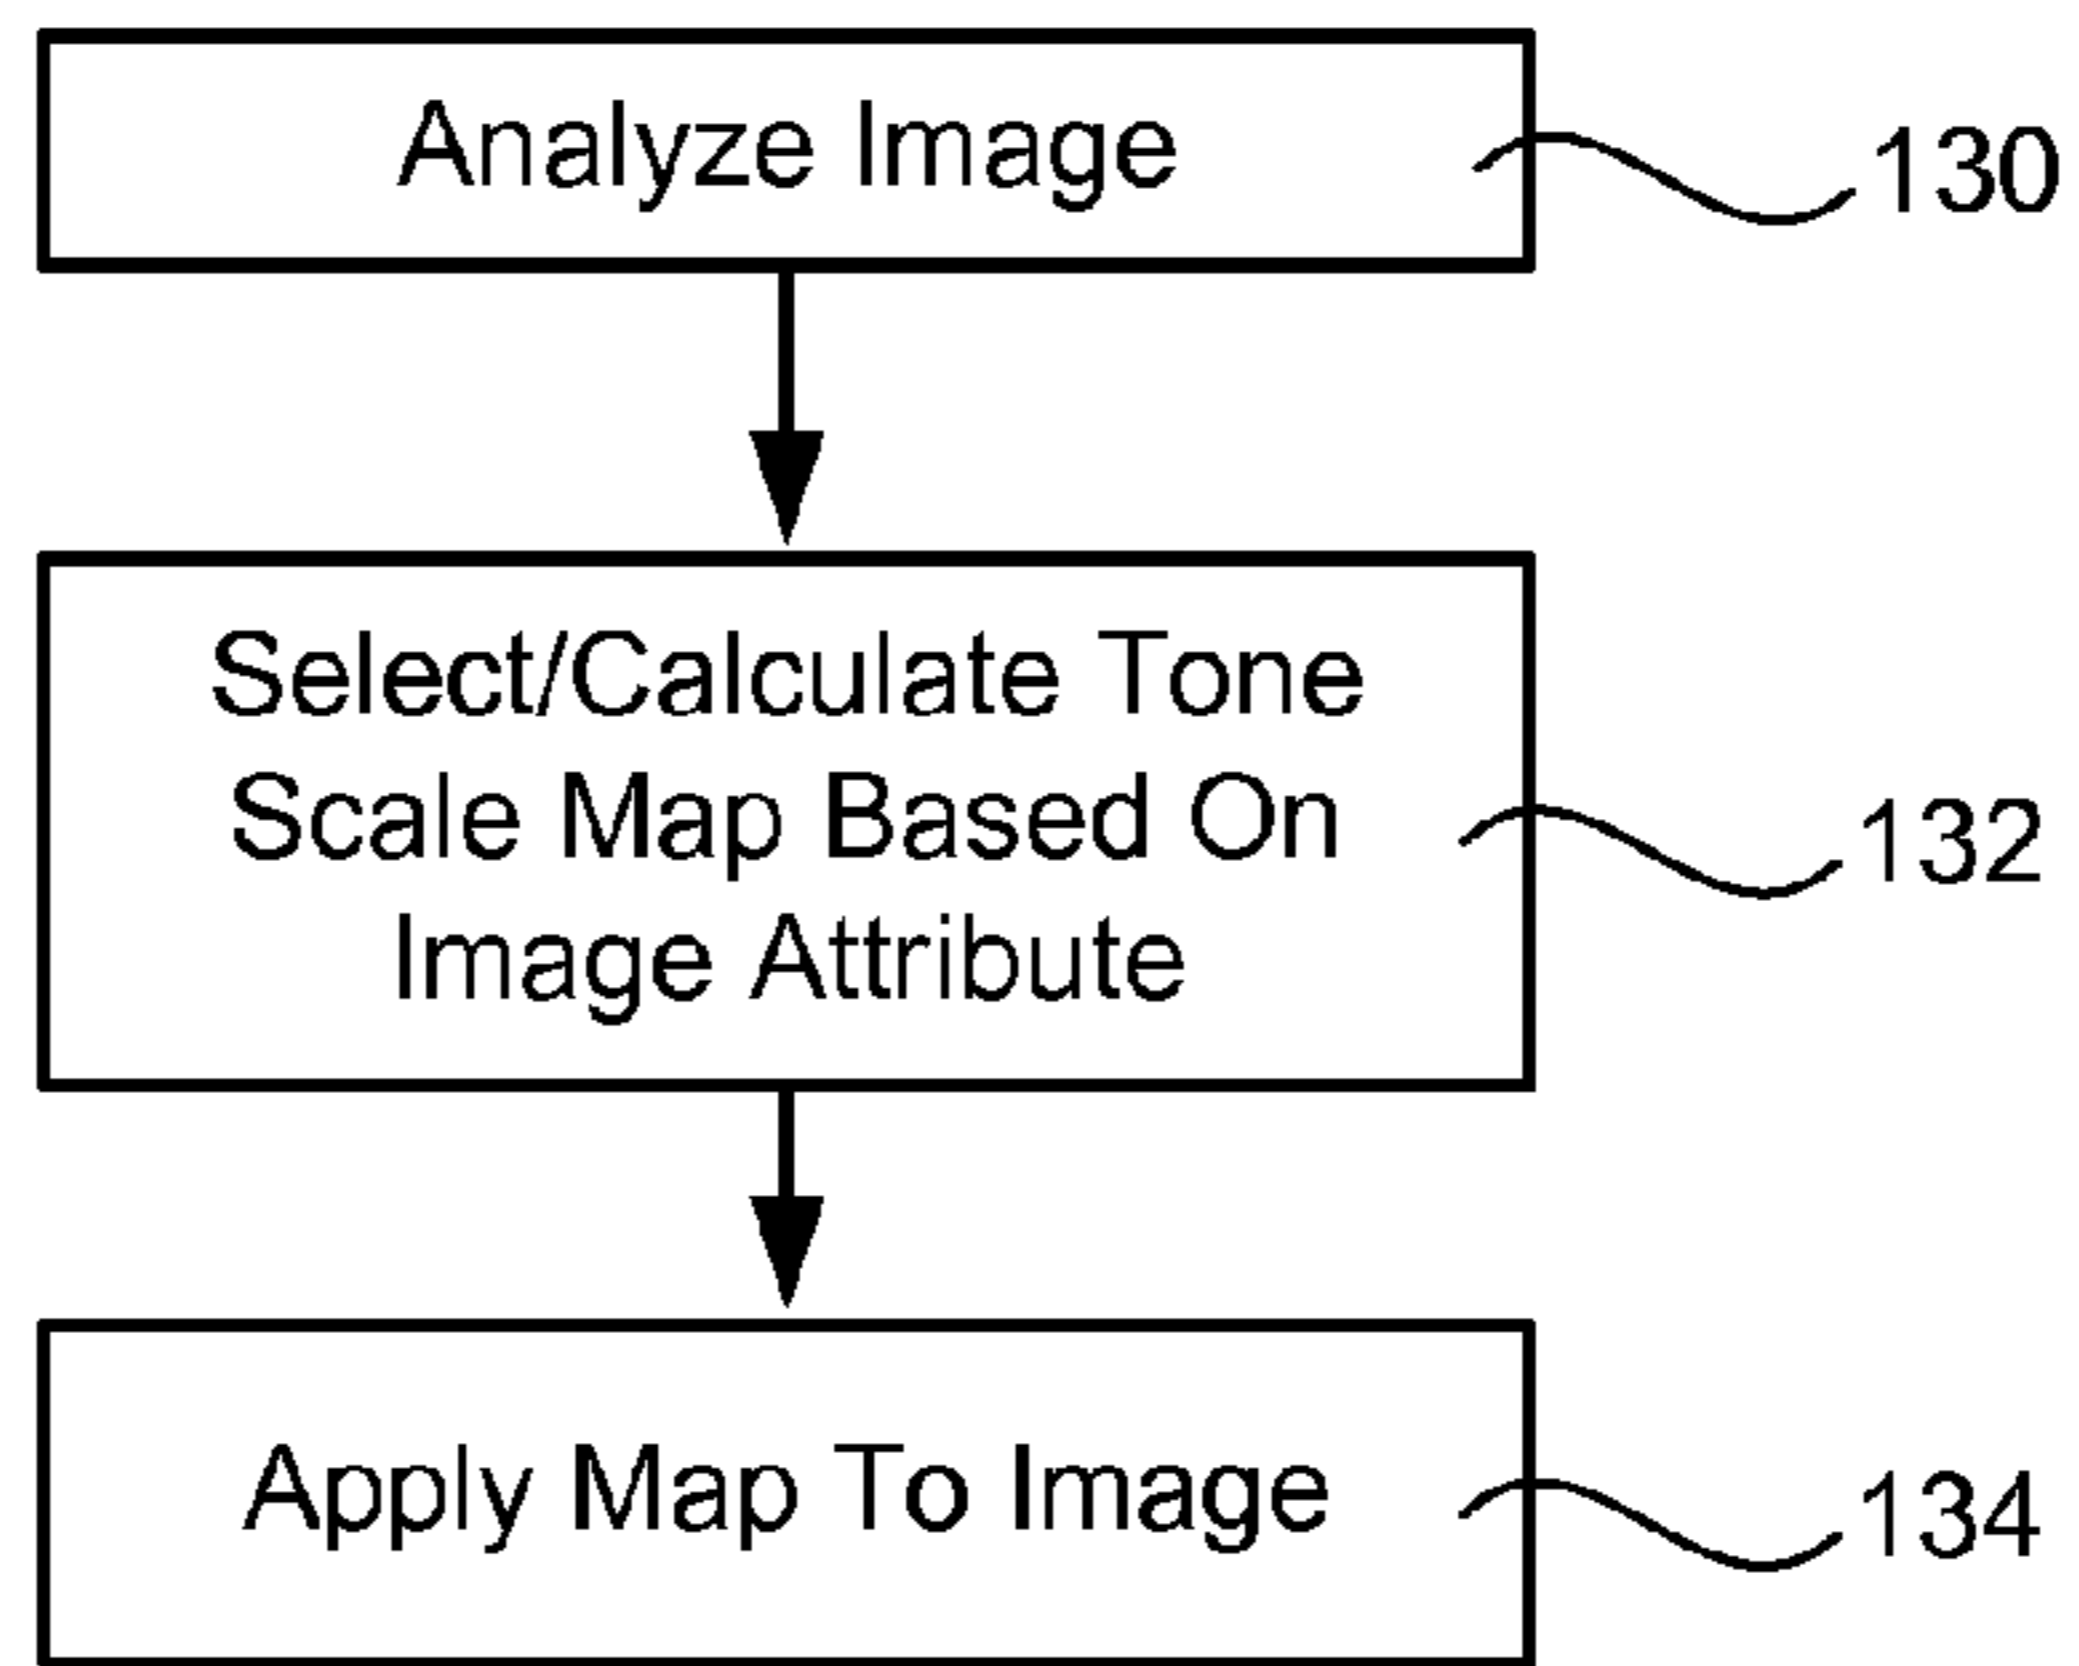 Analyze Image
130
Select/Calculate Tone
Scale Map Based On
Image Attribute
132
Apply Map To Image
134